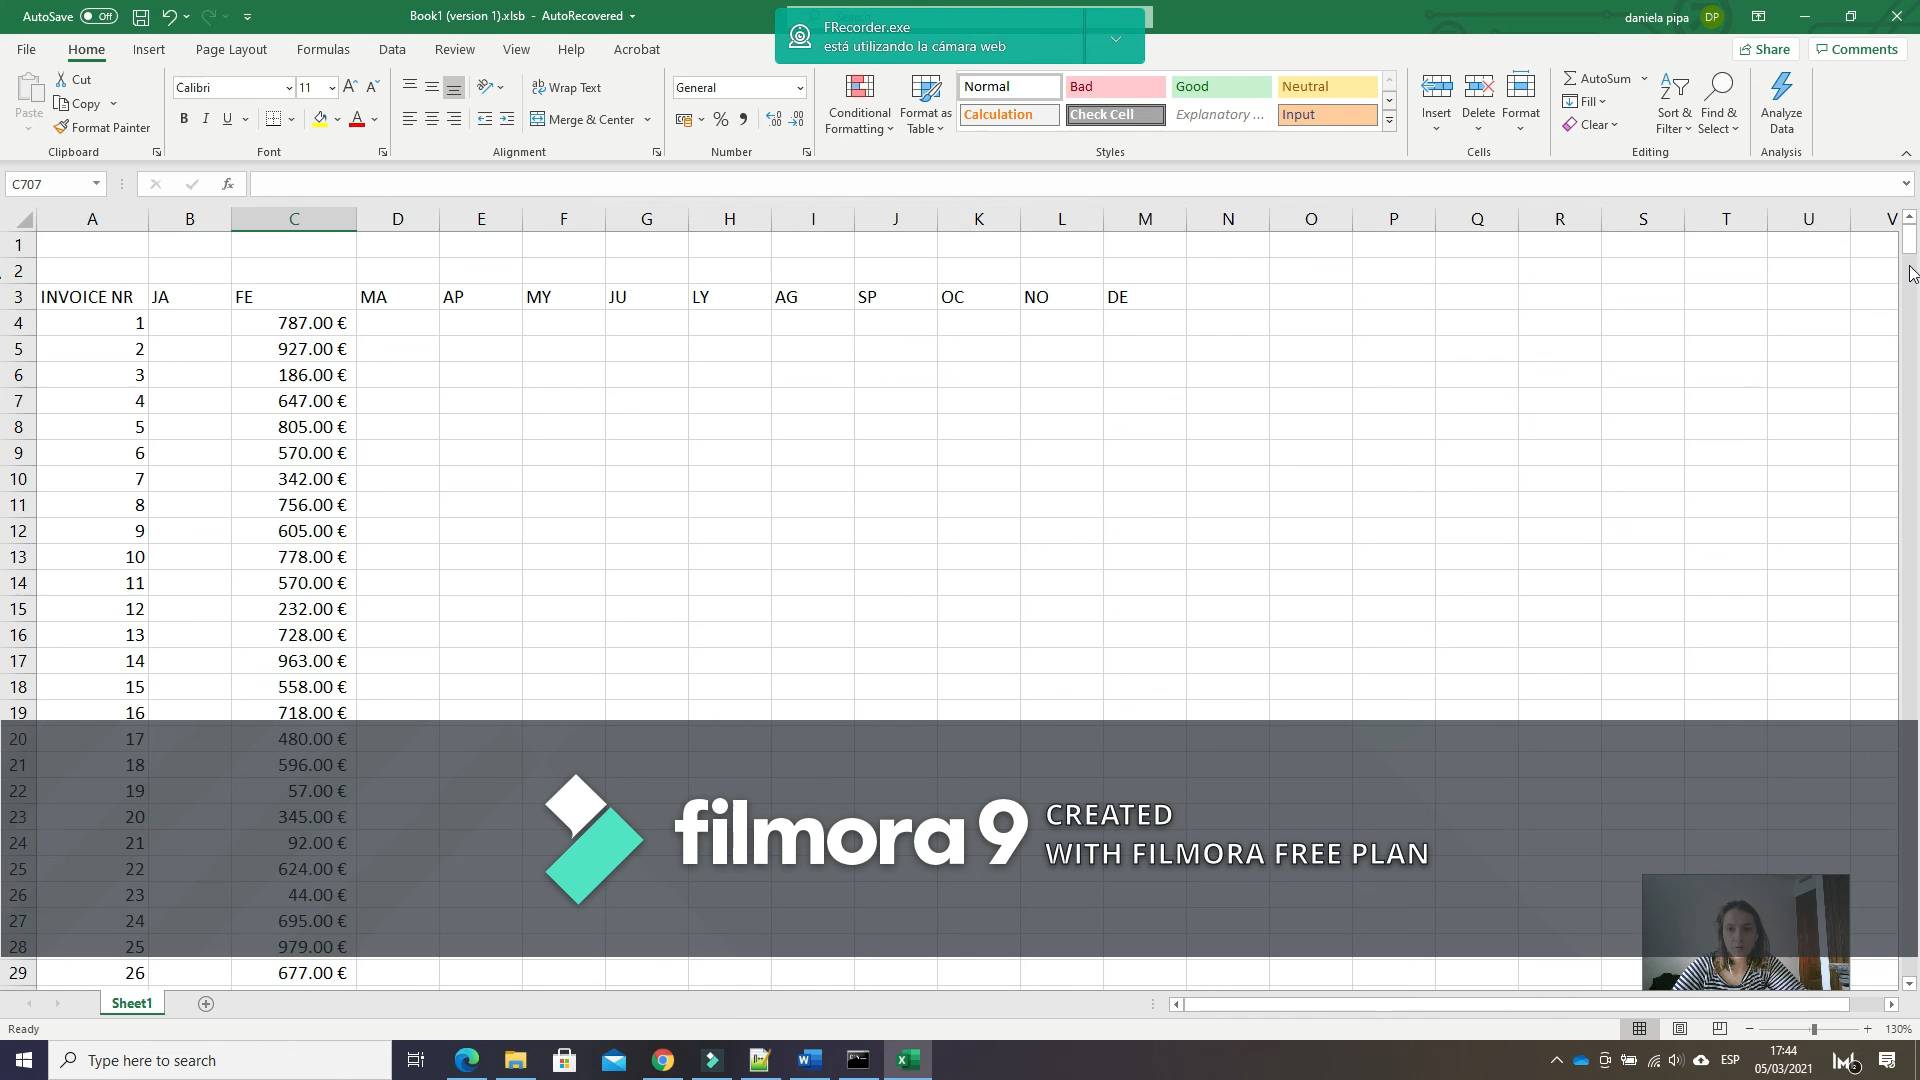 AutoSave Off Book1 (version 1).xlsb - AutoRecovered daniela pipa DP
FRecorder.exe
está utilizando la cámara web
File Home Insert Page Layout Formulas Data Review View Help Acrobat Share Comments
Paste Cut Copy Format Painter Clipboard
Calibri 11 A A B I U A Font
Wrap Text Merge & Center Alignment
General % Number
Conditional Formatting Format as Table Normal Bad Good Neutral
Calculation Check Cell Explanatory ... Input Styles
Insert Delete Format Cells
AutoSum Fill Clear Sort & Filter Find & Select Editing
Analyze Data Analysis
C707 fx
A B C D E F G H I J K L M N O P Q R S T U V
1
2
3 INVOICE NR JA FE MA AP MY JU LY AG SP OC NO DE
4 1 787.00 €
5 2 927.00 €
6 3 186.00 €
7 4 647.00 €
8 5 805.00 €
9 6 570.00 €
10 7 342.00 €
11 8 756.00 €
12 9 605.00 €
13 10 778.00 €
14 11 570.00 €
15 12 232.00 €
16 13 728.00 €
17 14 963.00 €
18 15 558.00 €
19 16 718.00 €
20 17 480.00 €
21 18 596.00 €
22 19 57.00 €
23 20 345.00 €
24 21 92.00 €
25 22 624.00 €
26 23 44.00 €
27 24 695.00 €
28 25 979.00 €
29 26 677.00 €
filmora 9 CREATED
WITH FILMORA FREE PLAN
Sheet1
Ready 130%
Type here to search ESP 17:44
05/03/2021